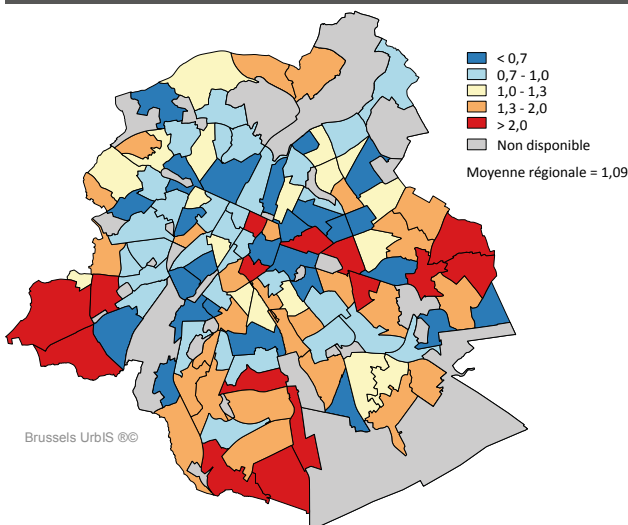 < 0,7
0,7 - 1,0
1,0 - 1,3
1,3 - 2,0
> 2,0
Non disponible
Moyenne régionale = 1,09
Brussels UrbIS ®©